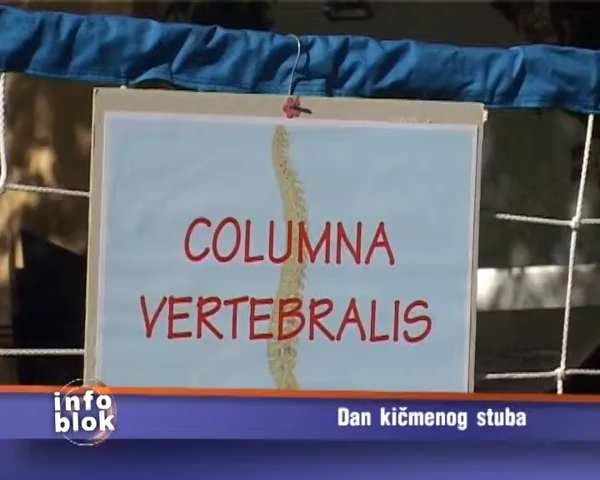 COLUMNA
VERTEBRALIS
info
blok
Dan kičmenog stuba